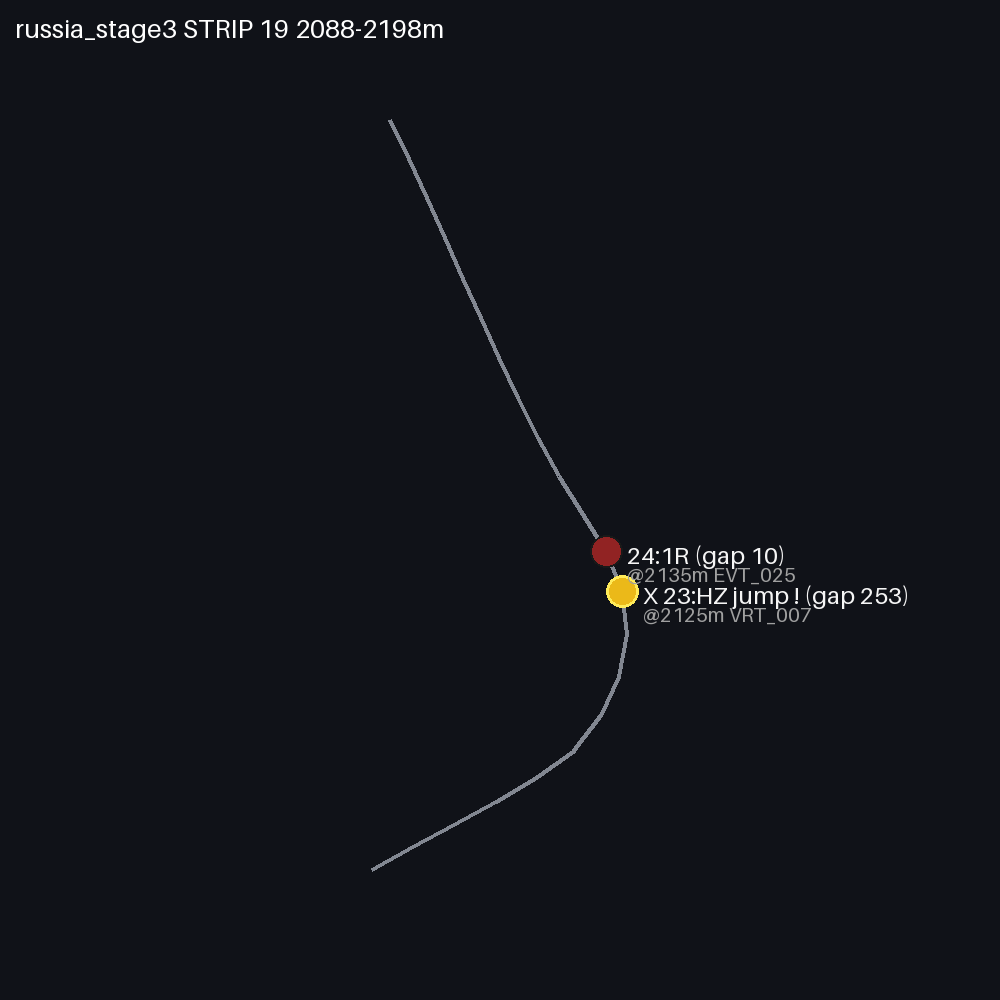 russia_stage3 STRIP 19 2088-2198m
24:1R (gap 10)
@2135m EVT_025
X 23:HZ jump ! (gap 253)
@2125m VRT_007